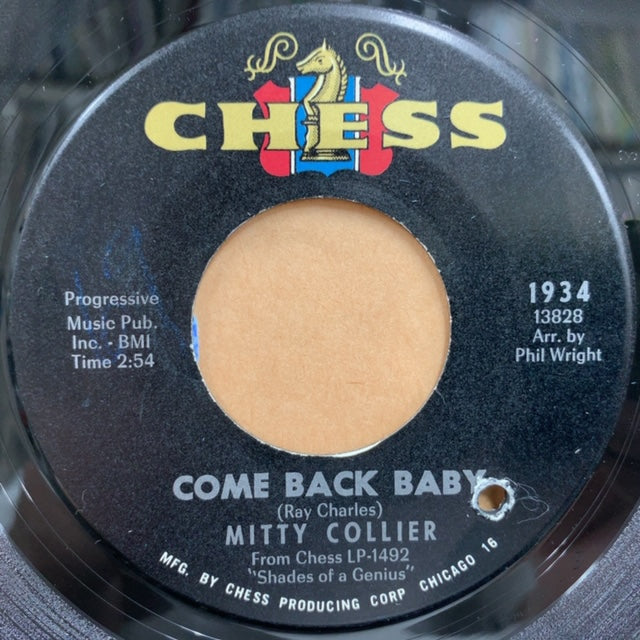 CHESS
Progressive
Music Pub.
Inc. - BMI
Time 2:54
1934
13828
Arr. by
Phil Wright
COME BACK BABY
(Ray Charles)
MITTY COLLIER
From Chess LP-1492
"Shades of a Genius"
MFG. BY CHESS PRODUCING CORP CHICAGO 16